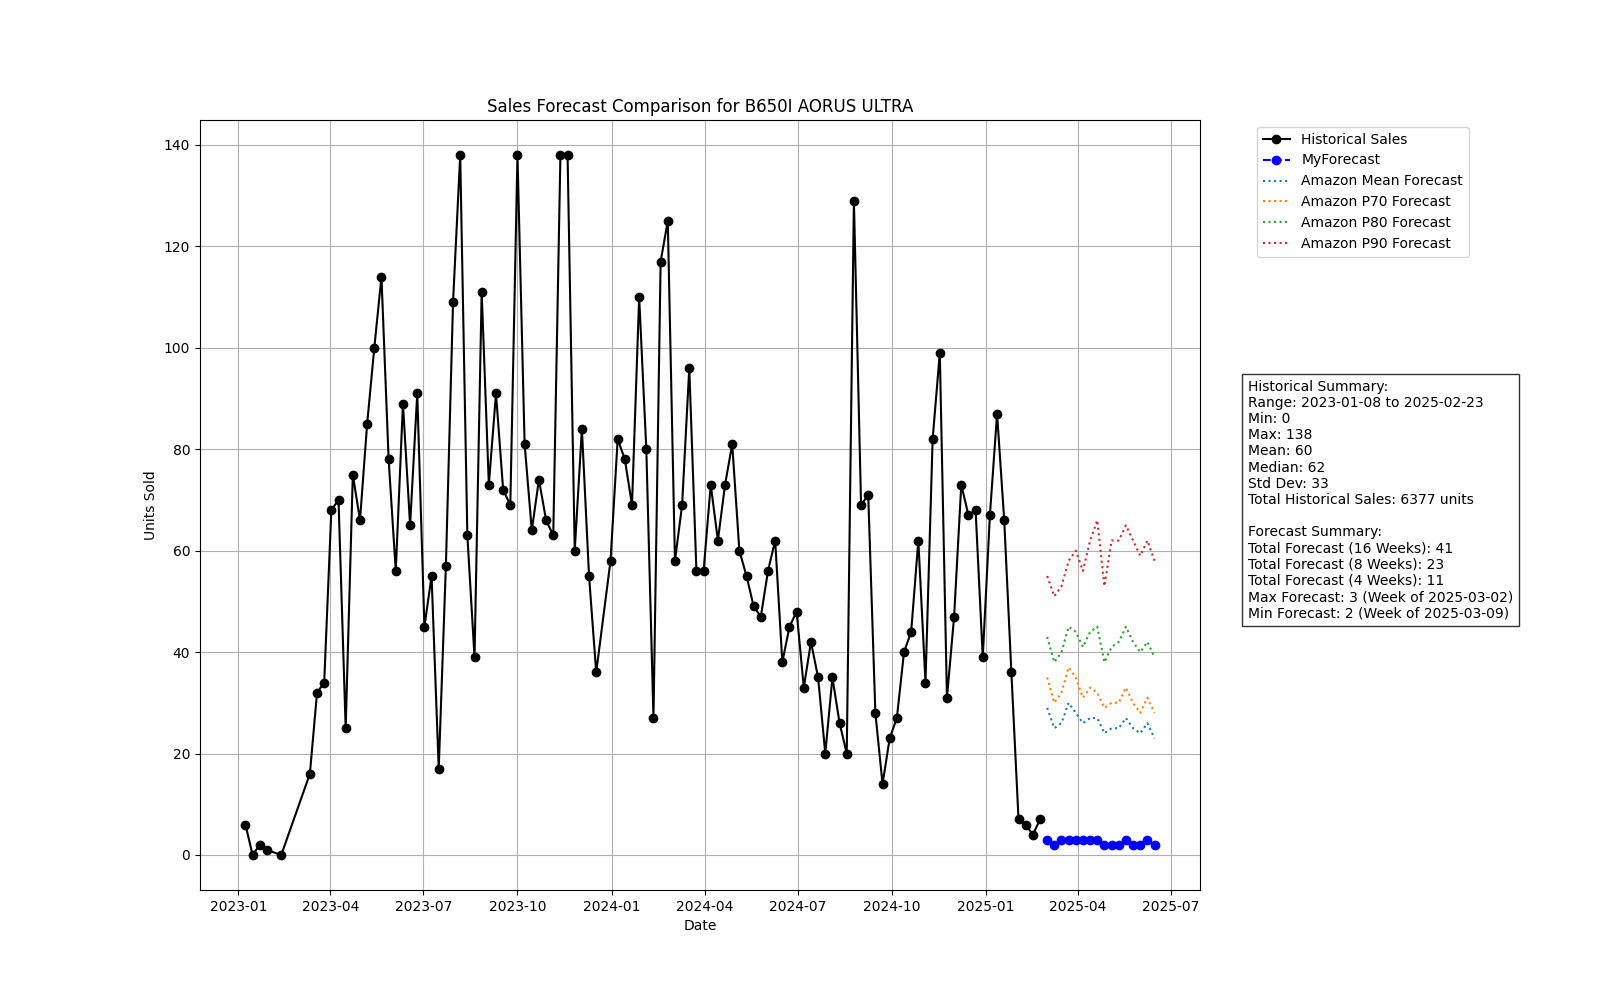 Sales Forecast Comparison for B650I AORUS ULTRA
140
120
100
80
60
40
20
0
Units Sold
2023-01
2023-04
2023-07
2023-10
2024-01
2024-04
2024-07
2024-10
2025-01
2025-04
2025-07
Date
Historical Sales
MyForecast
Amazon Mean Forecast
Amazon P70 Forecast
Amazon P80 Forecast
Amazon P90 Forecast
Historical Summary:
Range: 2023-01-08 to 2025-02-23
Min: 0
Max: 138
Mean: 60
Median: 62
Std Dev: 33
Total Historical Sales: 6377 units
Forecast Summary:
Total Forecast (16 Weeks): 41
Total Forecast (8 Weeks): 23
Total Forecast (4 Weeks): 11
Max Forecast: 3 (Week of 2025-03-02)
Min Forecast: 2 (Week of 2025-03-09)